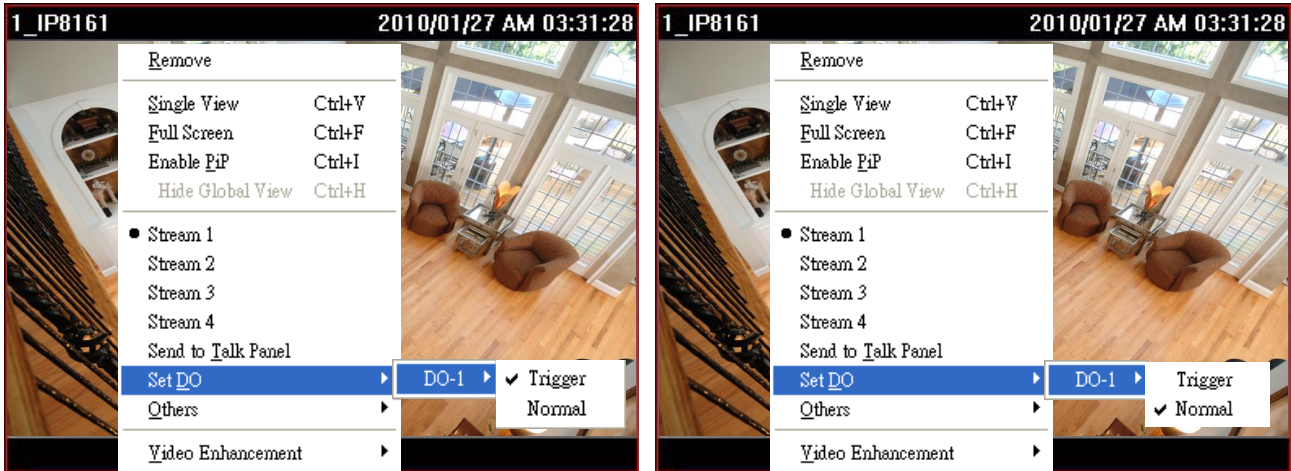 1_IP8161 2010/01/27 AM 03:31:28
Remove
Single View Ctrl+V
Full Screen Ctrl+F
Enable PiP Ctrl+I
Hide Global View Ctrl+H
Stream 1
Stream 2
Stream 3
Stream 4
Send to Talk Panel
Set DO DO-1 Trigger
Others Normal
Video Enhancement
1_IP8161 2010/01/27 AM 03:31:28
Remove
Single View Ctrl+V
Full Screen Ctrl+F
Enable PiP Ctrl+I
Hide Global View Ctrl+H
Stream 1
Stream 2
Stream 3
Stream 4
Send to Talk Panel
Set DO DO-1 Trigger
Others Normal
Video Enhancement